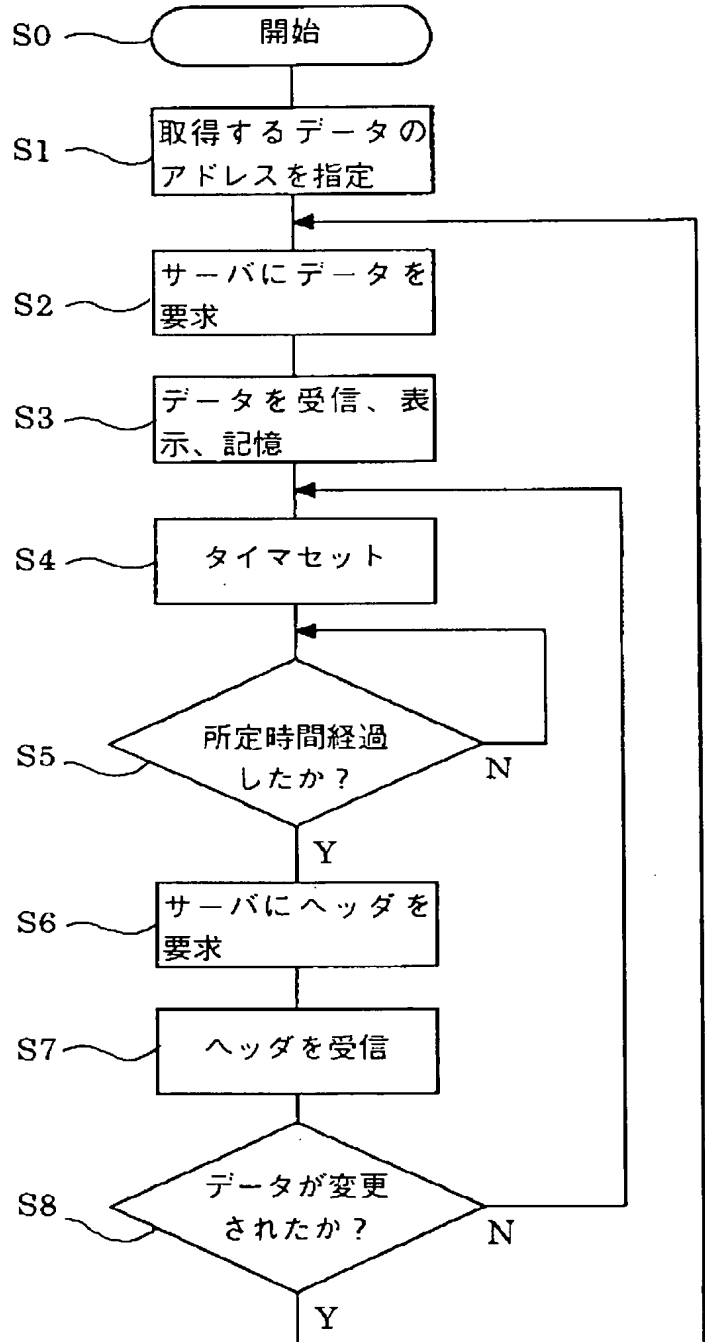 S0
開始
S1
取得するデータの
アドレスを指定
S2
サーバにデータを
要求
S3
データを受信、表
示、記憶
S4
タイマセット
S5
所定時間経過
したか？
N
Y
S6
サーバにヘッダを
要求
S7
ヘッダを受信
S8
データが変更
されたか？
N
Y